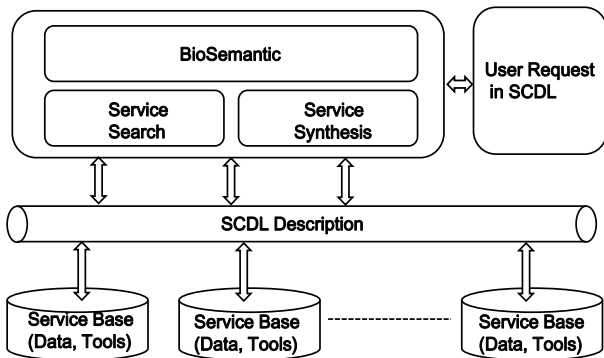 BioSemantic
Service
Search
Service
Synthesis
User Request
in SCDL
SCDL Description
Service Base
(Data, Tools)
Service Base
(Data, Tools)
Service Base
(Data, Tools)